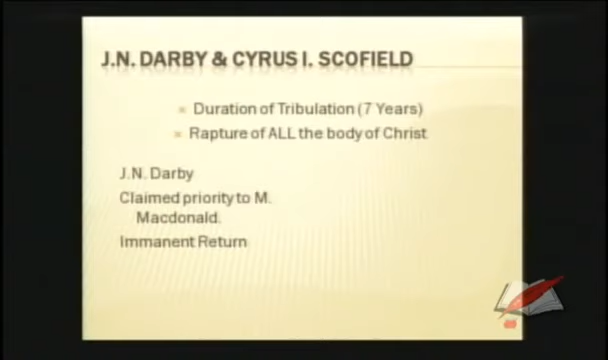 J.N. DARBY & CYRUS I. SCOFIELD
Duration of Tribulation (7 Years)
Rapture of ALL the body of Christ
J.N. Darby
Claimed priority to M.
Macdonald.
Immanent Return